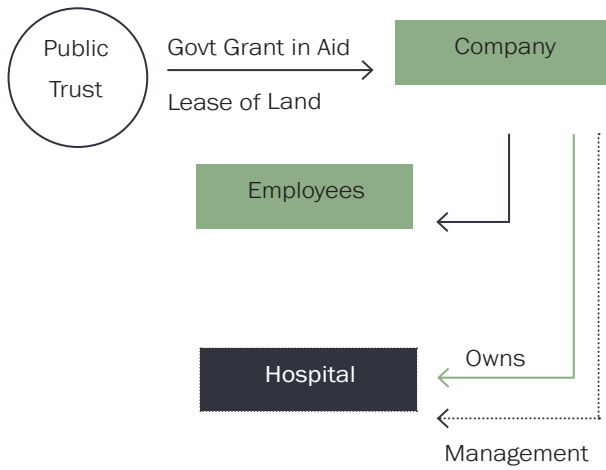 Public
Trust
Govt Grant in Aid
Lease of Land
Company
Employees
Hospital
Owns
Management